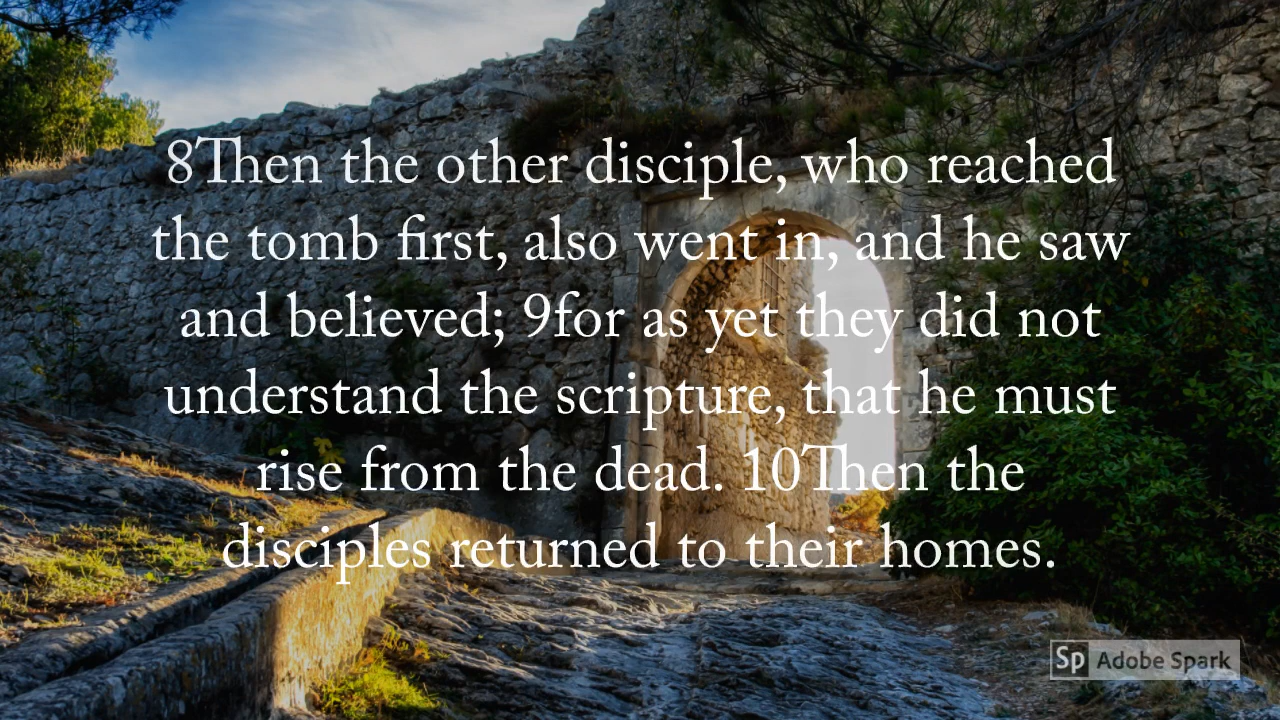 8Then the other disciple, who reached
the tomb first, also went in, and he saw
and believed; 9for as yet they did not
understand the scripture, that he must
rise from the dead. 10Then the
disciples returned to their homes.
Sp Adobe Spark